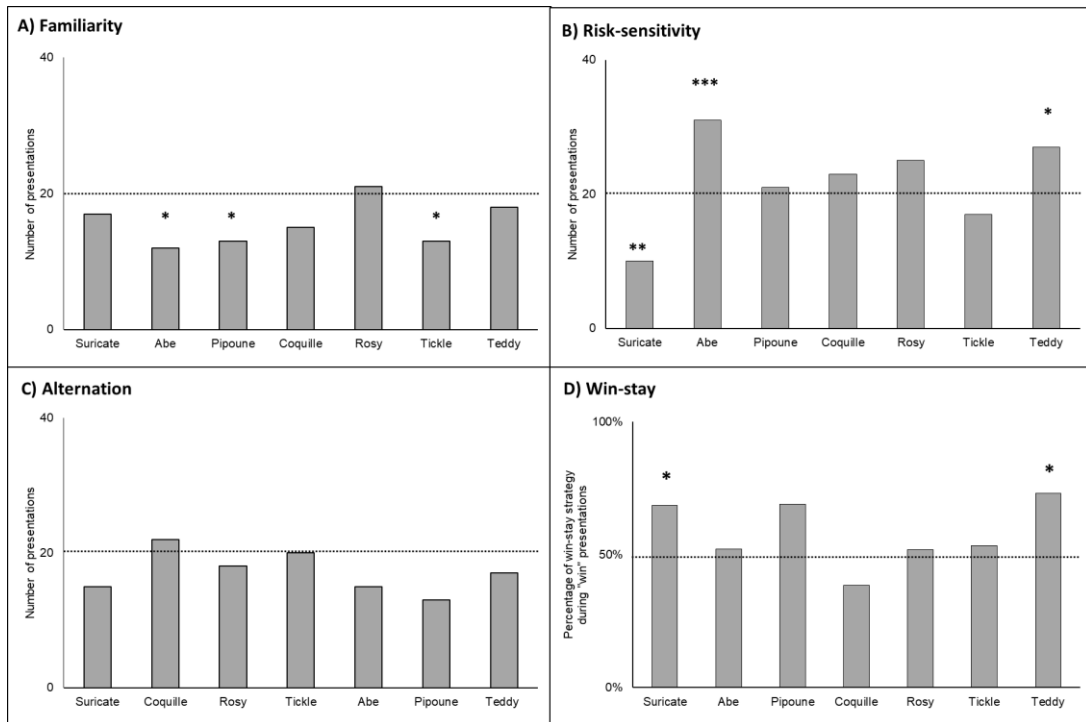 A) Familiarity
40
20
0
Number of presentations
* * *
Suricate Abe Pipoune Coquille Rosy Tickle Teddy
B) Risk-sensitivity
40
20
0
Number of presentations
** *** *
Suricate Abe Pipoune Coquille Rosy Tickle Teddy
C) Alternation
40
20
0
Number of presentations
Suricate Coquille Rosy Tickle Abe Pipoune Teddy
D) Win-stay
100%
50%
0%
Percentage of win-stay strategy
during "win" presentations
* *
Suricate Abe Pipoune Coquille Rosy Tickle Teddy